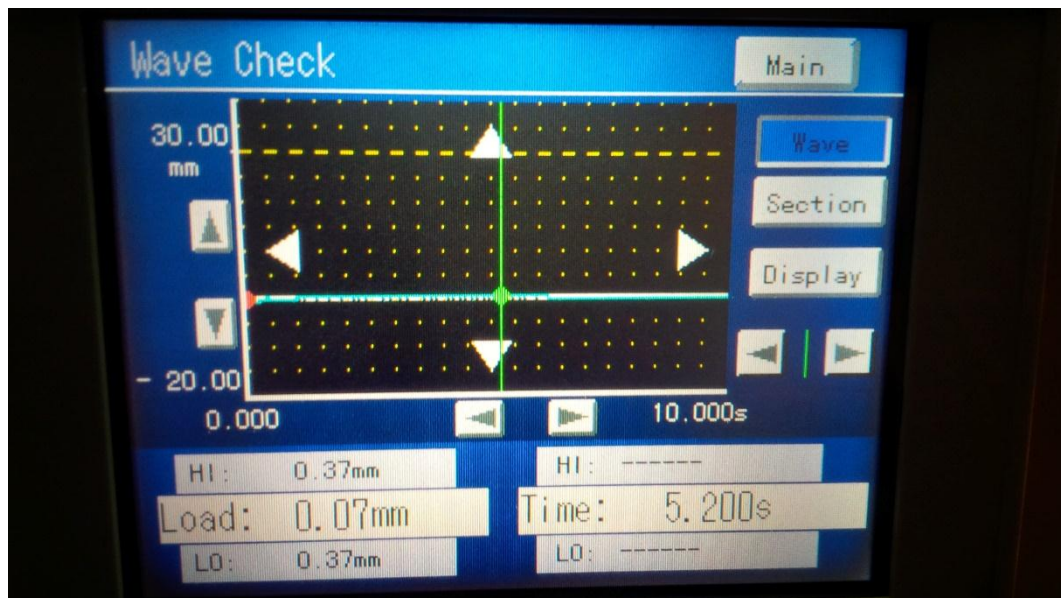 Wave Check
Main
30.00
mm
Wave
Section
Display
- 20.00
0.000
10.000s
HI: 0.37mm
HI: ------
Load: 0.07mm
Time: 5.200s
LO: 0.37mm
LO: ------